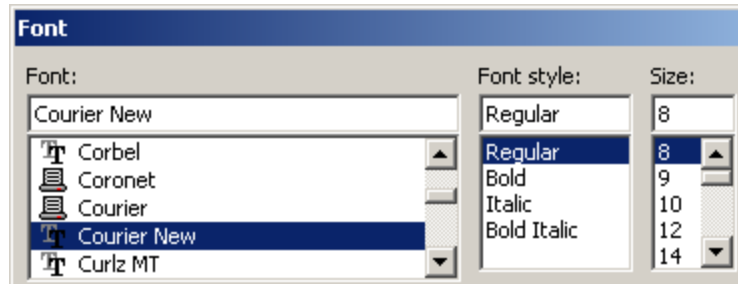 Font
Font: Font style: Size:
Courier New Regular 8
Corbel Regular 8
Coronet Bold 9
Courier Italic 10
Courier New Bold Italic 12
Curlz MT 14